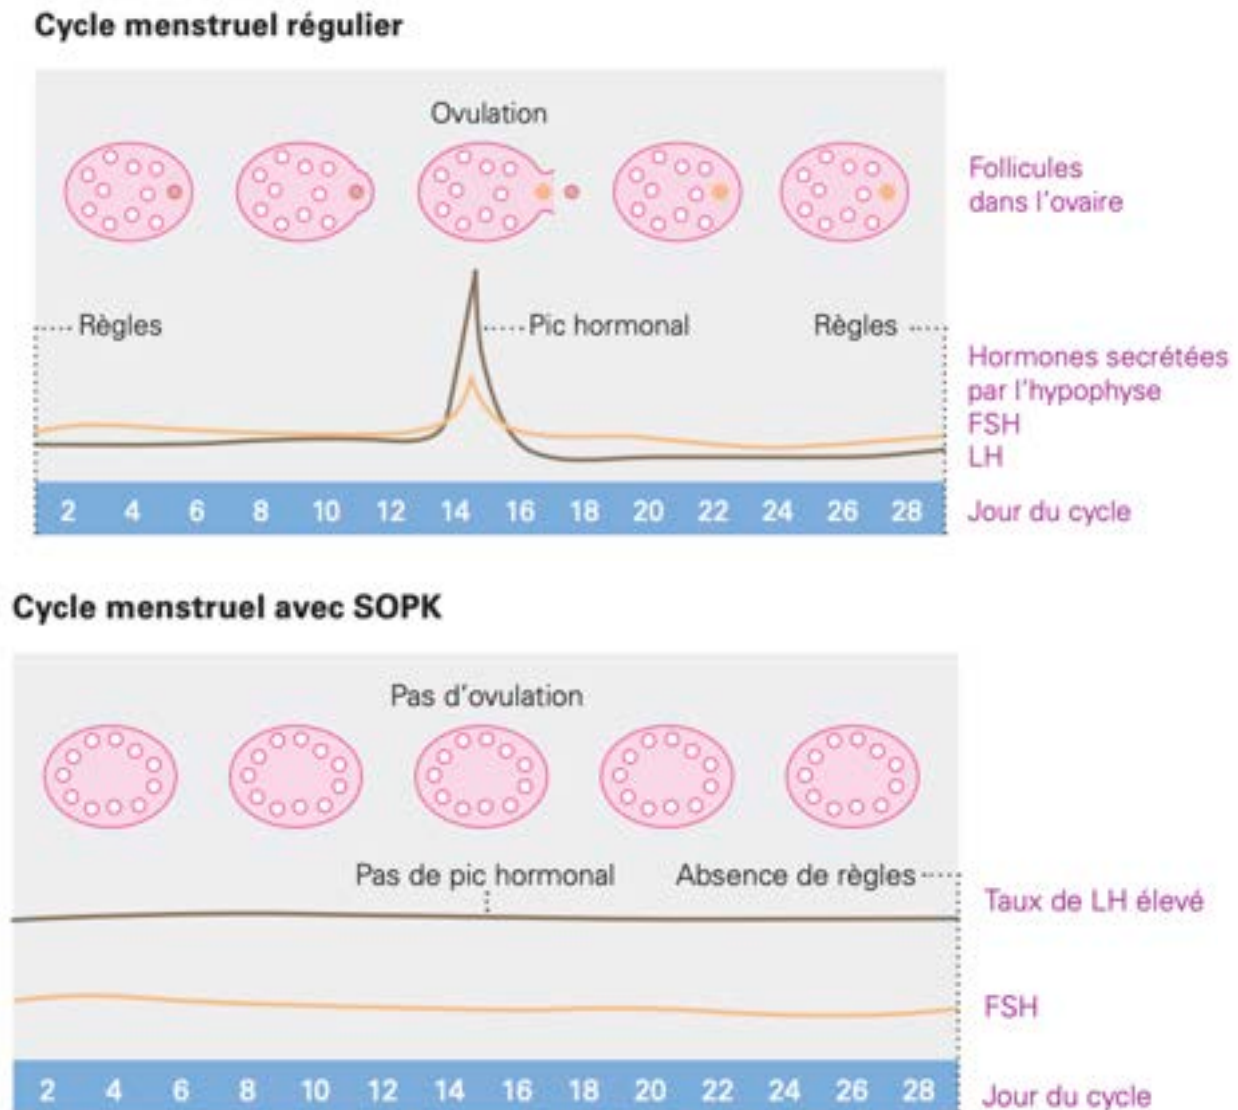 Cycle menstruel régulier
Ovulation
Follicules
dans l'ovaire
Règles
Pic hormonal
Règles
Hormones secrétées
par l'hypophyse
FSH
LH
2 4 6 8 10 12 14 16 18 20 22 24 26 28
Jour du cycle
Cycle menstruel avec SOPK
Pas d'ovulation
Pas de pic hormonal
Absence de règles
Taux de LH élevé
FSH
2 4 6 8 10 12 14 16 18 20 22 24 26 28
Jour du cycle